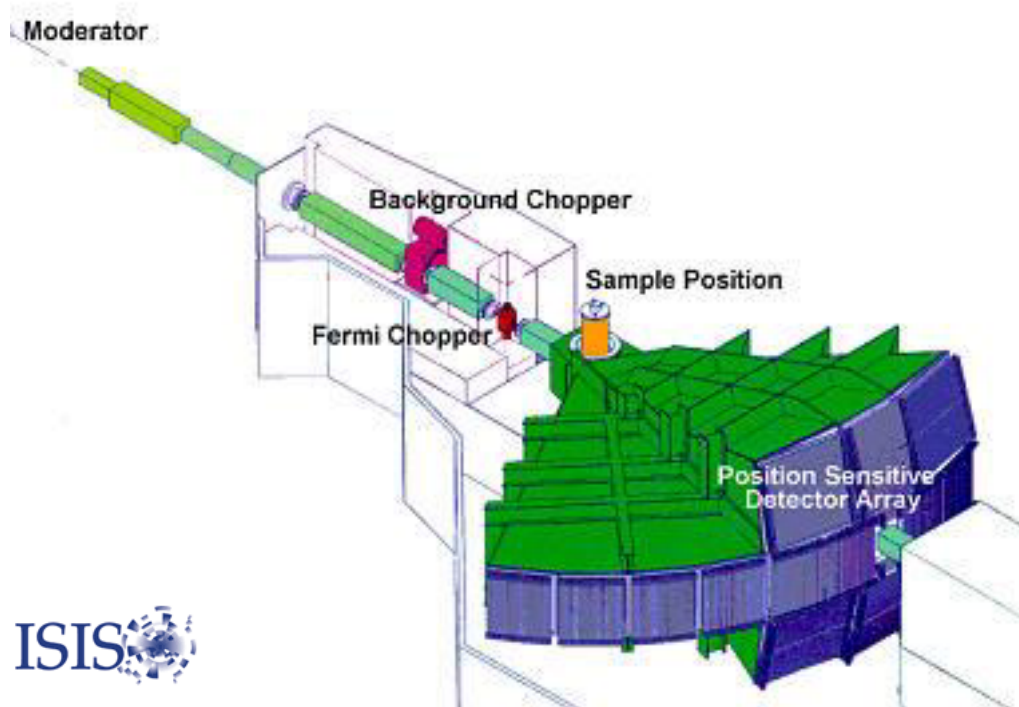 Moderator
Background Chopper
Sample Position
Fermi Chopper
Position Sensitive
Detector Array
ISIS